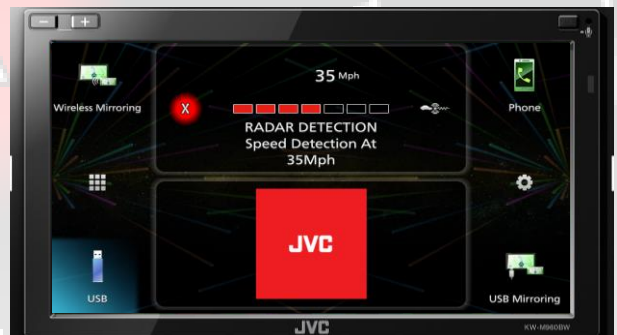 - +
35 Mph
Wireless Mirroring
X
Phone
RADAR DETECTION
Speed Detection At
35Mph
JVC
USB
USB Mirroring
JVC
KW-M960BW